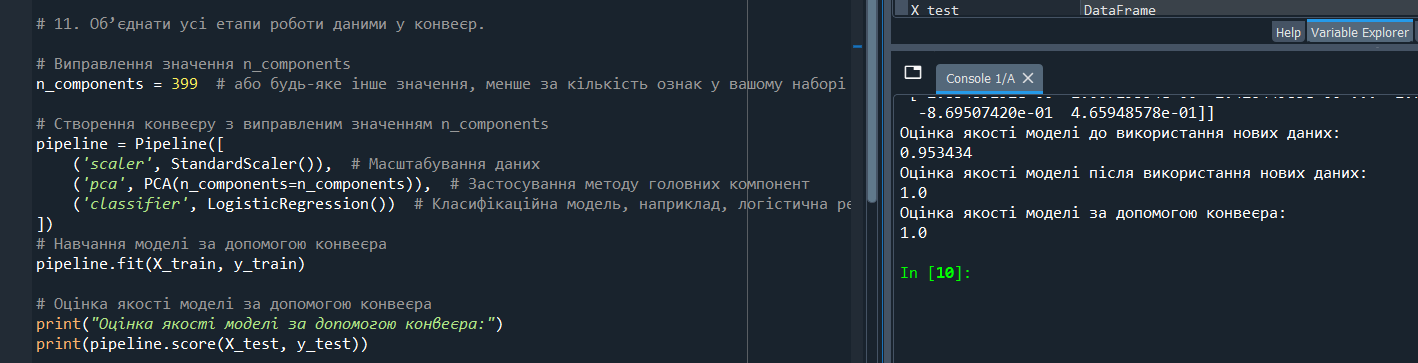 # 11. Об’єднати усі етапи роботи даними у конвеєр.
# Виправлення значення n_components
n_components = 399  # або будь-яке інше значення, менше за кількість ознак у вашому наборі
# Створення конвеєру з виправленим значенням n_components
pipeline = Pipeline([
    ('scaler', StandardScaler()),  # Масштабування даних
    ('pca', PCA(n_components=n_components)),  # Застосування методу головних компонент
    ('classifier', LogisticRegression())  # Класифікаційна модель, наприклад, логістична ре
])
# Навчання моделі за допомогою конвеєра
pipeline.fit(X_train, y_train)
# Оцінка якості моделі за допомогою конвеєра
print("Оцінка якості моделі за допомогою конвеєра:")
print(pipeline.score(X_test, y_test))
X_test DataFrame
Help Variable Explorer
Console 1/A
-8.69507420e-01  4.65948578e-01]]
Оцінка якості моделі до використання нових даних:
0.953434
Оцінка якості моделі після використання нових даних:
1.0
Оцінка якості моделі за допомогою конвеєра:
1.0
In [10]: